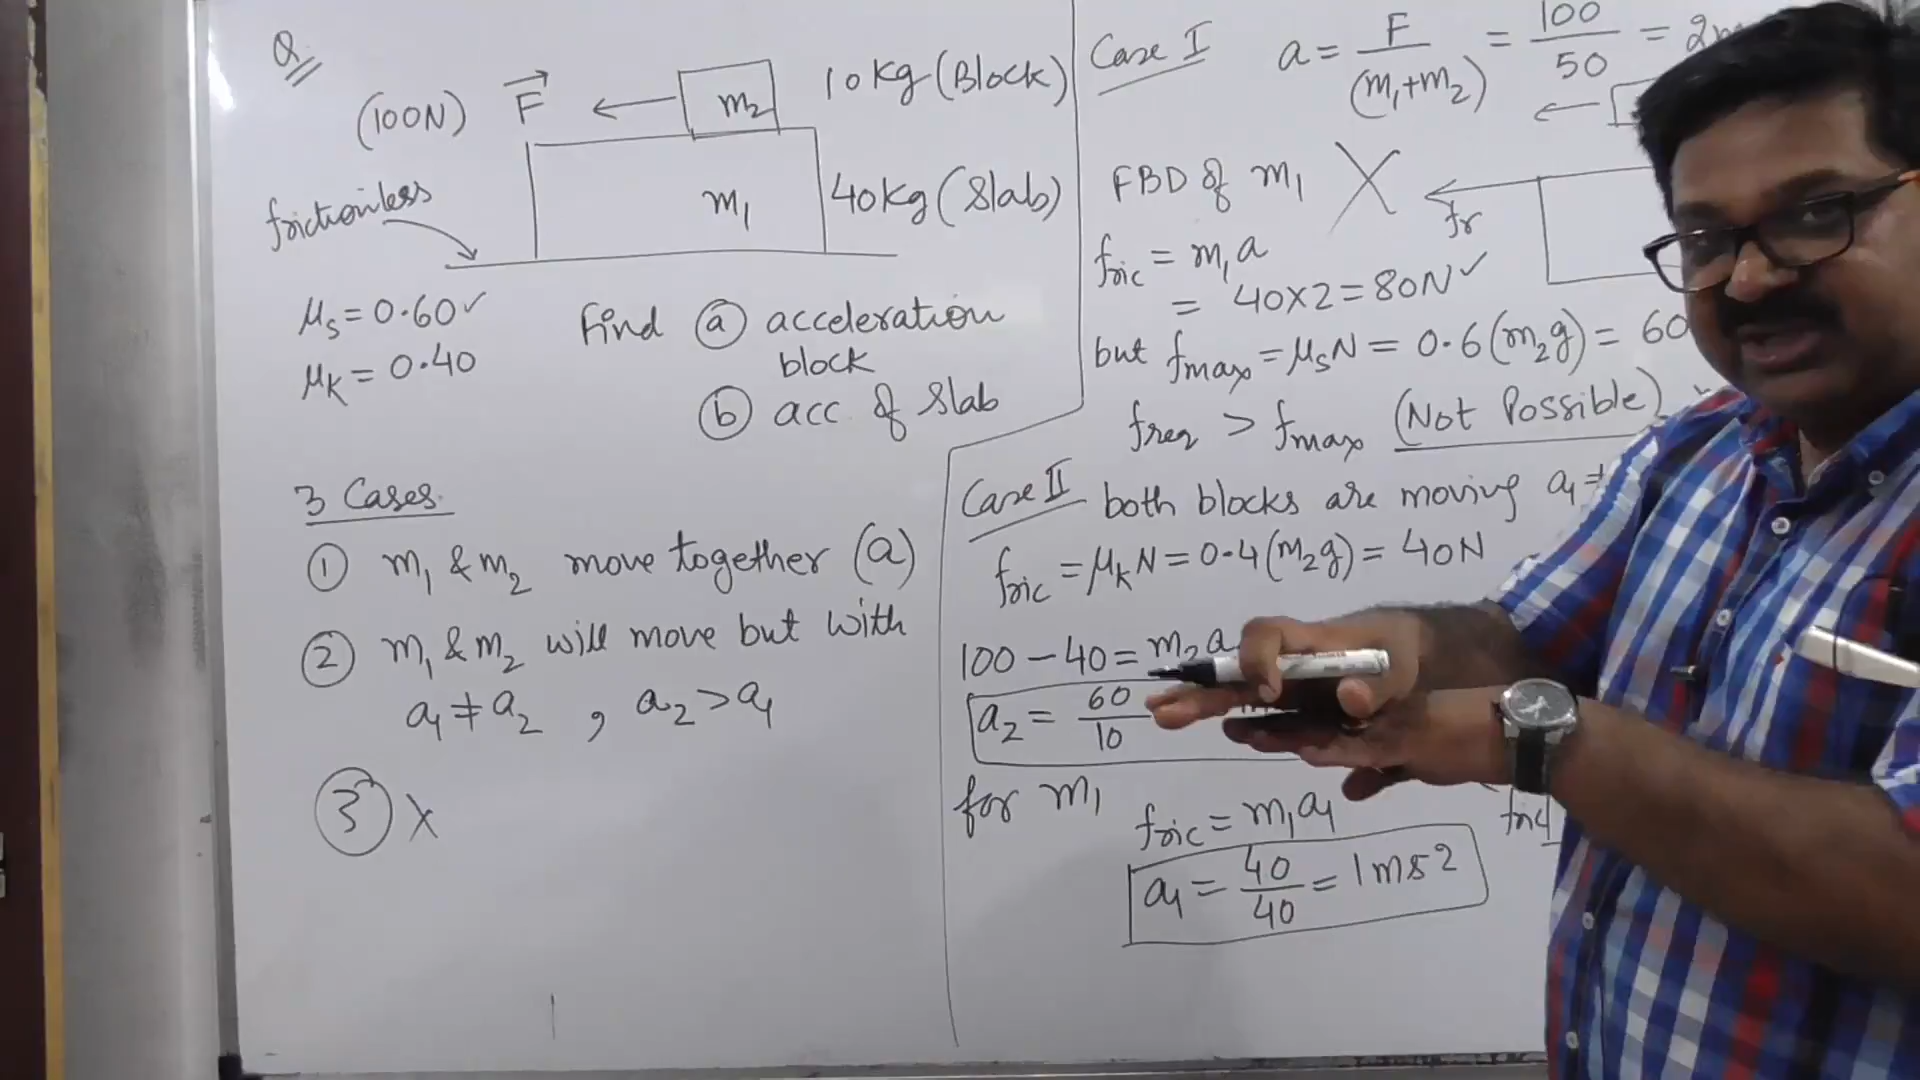 Q
(100N) F m2 10kg (Block)
frictionless m1 40kg (Slab)
μs = 0.60 ✓
μk = 0.40
Find (a) acceleration
block
(b) acc. of slab
3 Cases.
(1) m1 & m2 move together (a)
(2) m1 & m2 will move but with
a1 ≠ a2 , a2 > a1
(3) X
Case I a = F/(m1+m2) = 100/50 = 2
FBD of m1 X fr
fric = m1a
= 40×2 = 80N ✓
but fmax = μsN = 0.6(m2g) = 60
freq > fmax (Not Possible)
Case II both blocks are moving a1 ≠
fric = μkN = 0.4(m2g) = 40N
100 – 40 = m2a
a2 = 60/10
for m1
fric = m1a1 fric
a1 = 40/40 = 1ms2